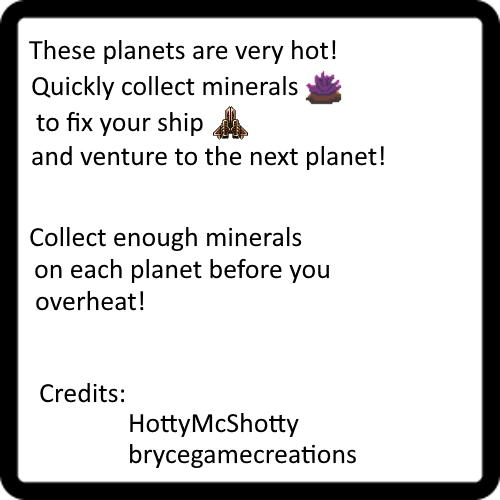 These planets are very hot!
Quickly collect minerals
to fix your ship
and venture to the next planet!
Collect enough minerals
on each planet before you
overheat!
Credits:
HottyMcShotty
brycegamecreations